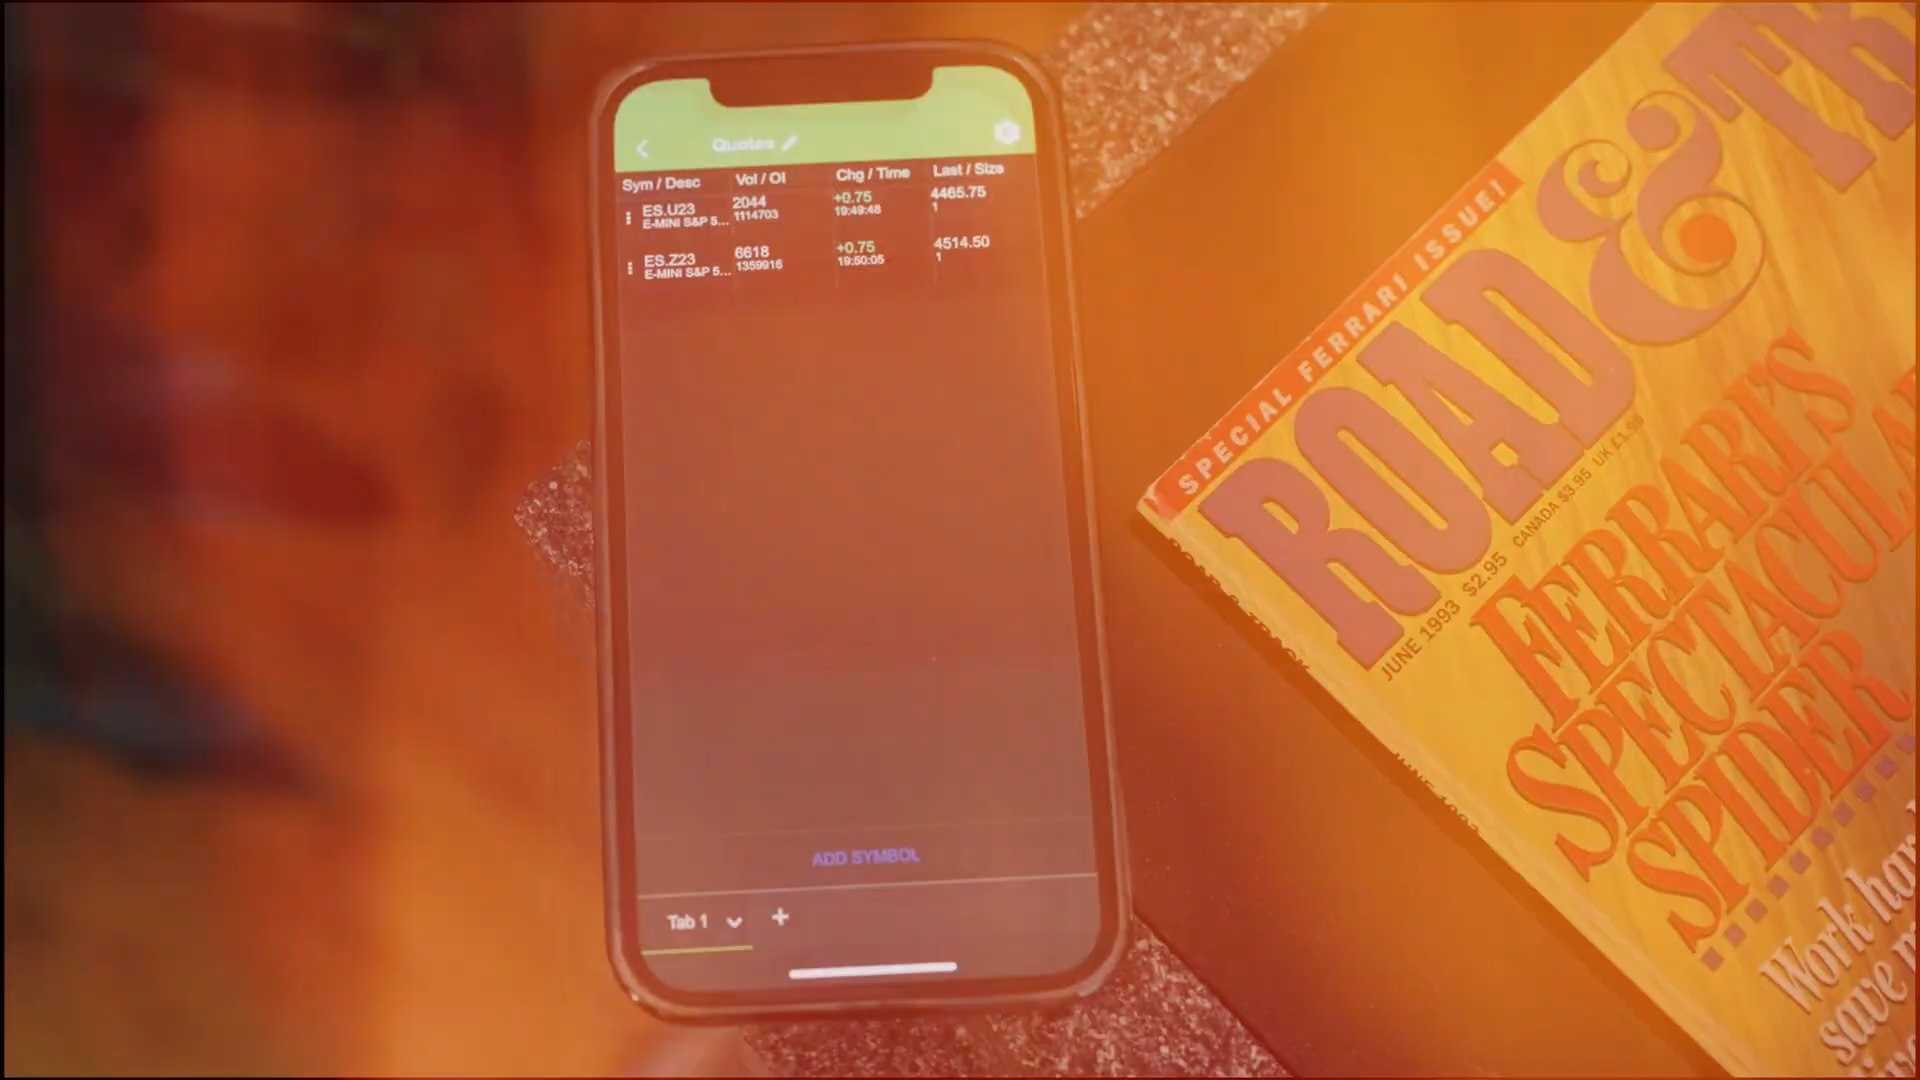 Quotes
Sym / Desc Vol / OI Chg / Time Last / Size
ES.U23 2044 +0.75 4465.75
E-MINI S&P 5... 1114703 19:49:48 1
ES.Z23 6618 +0.75 4514.50
E-MINI S&P 5... 1359916 19:50:05 1
ADD SYMBOL
Tab 1 +
SPECIAL FERRARI ISSUE!
ROAD &
JUNE 1993 $2.95 CANADA $3.95 UK £1.95
FERRARI'S
SPECTACULA
SPIDER
Work
save